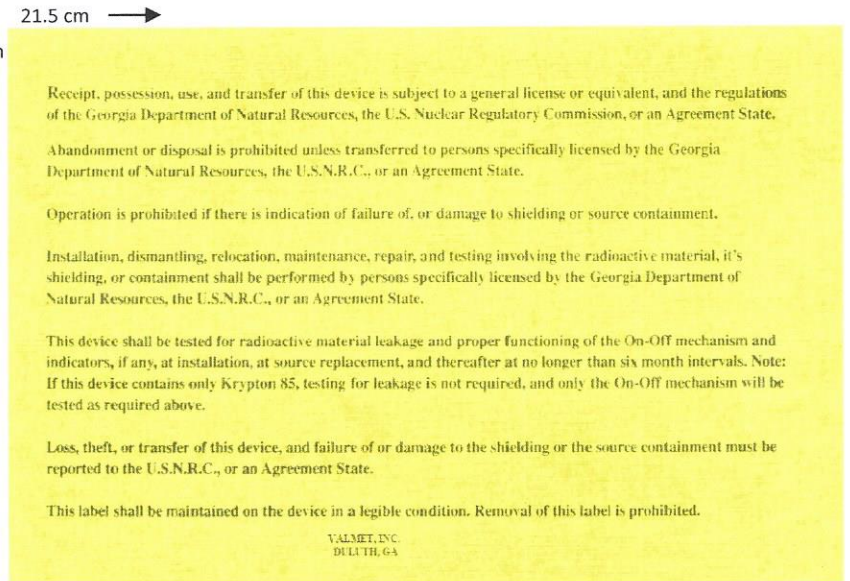 21.5 cm
Receipt, possession, use, and transfer of this device is subject to a general license or equivalent, and the regulations
of the Georgia Department of Natural Resources, the U.S. Nuclear Regulatory Commission, or an Agreement State.
Abandonment or disposal is prohibited unless transferred to persons specifically licensed by the Georgia
Department of Natural Resources, the U.S.N.R.C., or an Agreement State.
Operation is prohibited if there is indication of failure of, or damage to shielding or source containment.
Installation, dismantling, relocation, maintenance, repair, and testing involving the radioactive material, it's
shielding, or containment shall be performed by persons specifically licensed by the Georgia Department of
Natural Resources, the U.S.N.R.C., or an Agreement State.
This device shall be tested for radioactive material leakage and proper functioning of the On-Off mechanism and
indicators, if any, at installation, at source replacement, and thereafter at no longer than six month intervals. Note:
If this device contains only Krypton 85, testing for leakage is not required, and only the On-Off mechanism will be
tested as required above.
Loss, theft, or transfer of this device, and failure of or damage to the shielding or the source containment must be
reported to the U.S.N.R.C., or an Agreement State.
This label shall be maintained on the device in a legible condition. Removal of this label is prohibited.
VALMET, INC.
DULUTH, GA